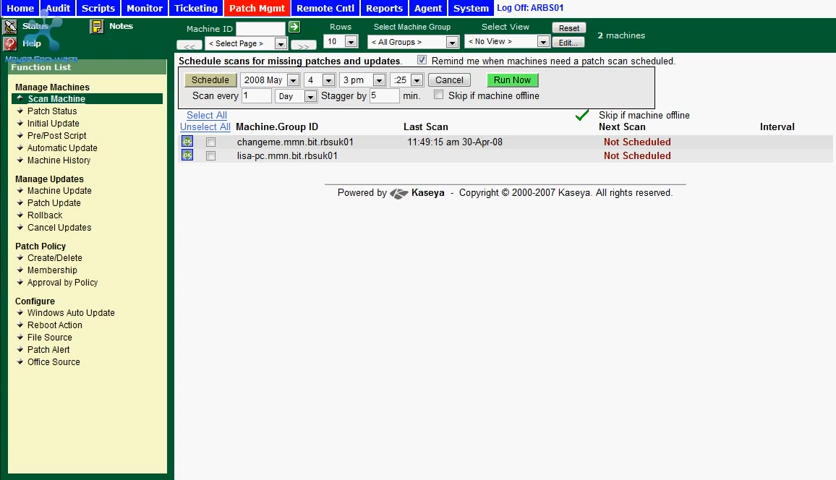 Home Audit Scripts Monitor Ticketing Patch Mgmt Remote Cntl Reports Agent System Log Off: ARBS01
Status Notes
Help
Machine ID Rows Select Machine Group Select View Reset
<< < Select Page > >> 10 < All Groups > < No View > Edit... 2 machines
Function List
Manage Machines
Scan Machine
Patch Status
Initial Update
Pre/Post Script
Automatic Update
Machine History
Manage Updates
Machine Update
Patch Update
Rollback
Cancel Updates
Patch Policy
Create/Delete
Membership
Approval by Policy
Configure
Windows Auto Update
Reboot Action
File Source
Patch Alert
Office Source
Schedule scans for missing patches and updates. Remind me when machines need a patch scan scheduled.
Schedule 2008 May 4 3 pm :25 Cancel Run Now
Scan every 1 Day Stagger by 5 min. Skip if machine offline
Select All Skip if machine offline
Unselect All Machine.Group ID Last Scan Next Scan Interval
changeme.mmn.bit.rbsuk01 11:49:15 am 30-Apr-08 Not Scheduled
lisa-pc.mmn.bit.rbsuk01 Not Scheduled
Powered by Kaseya - Copyright © 2000-2007 Kaseya. All rights reserved.